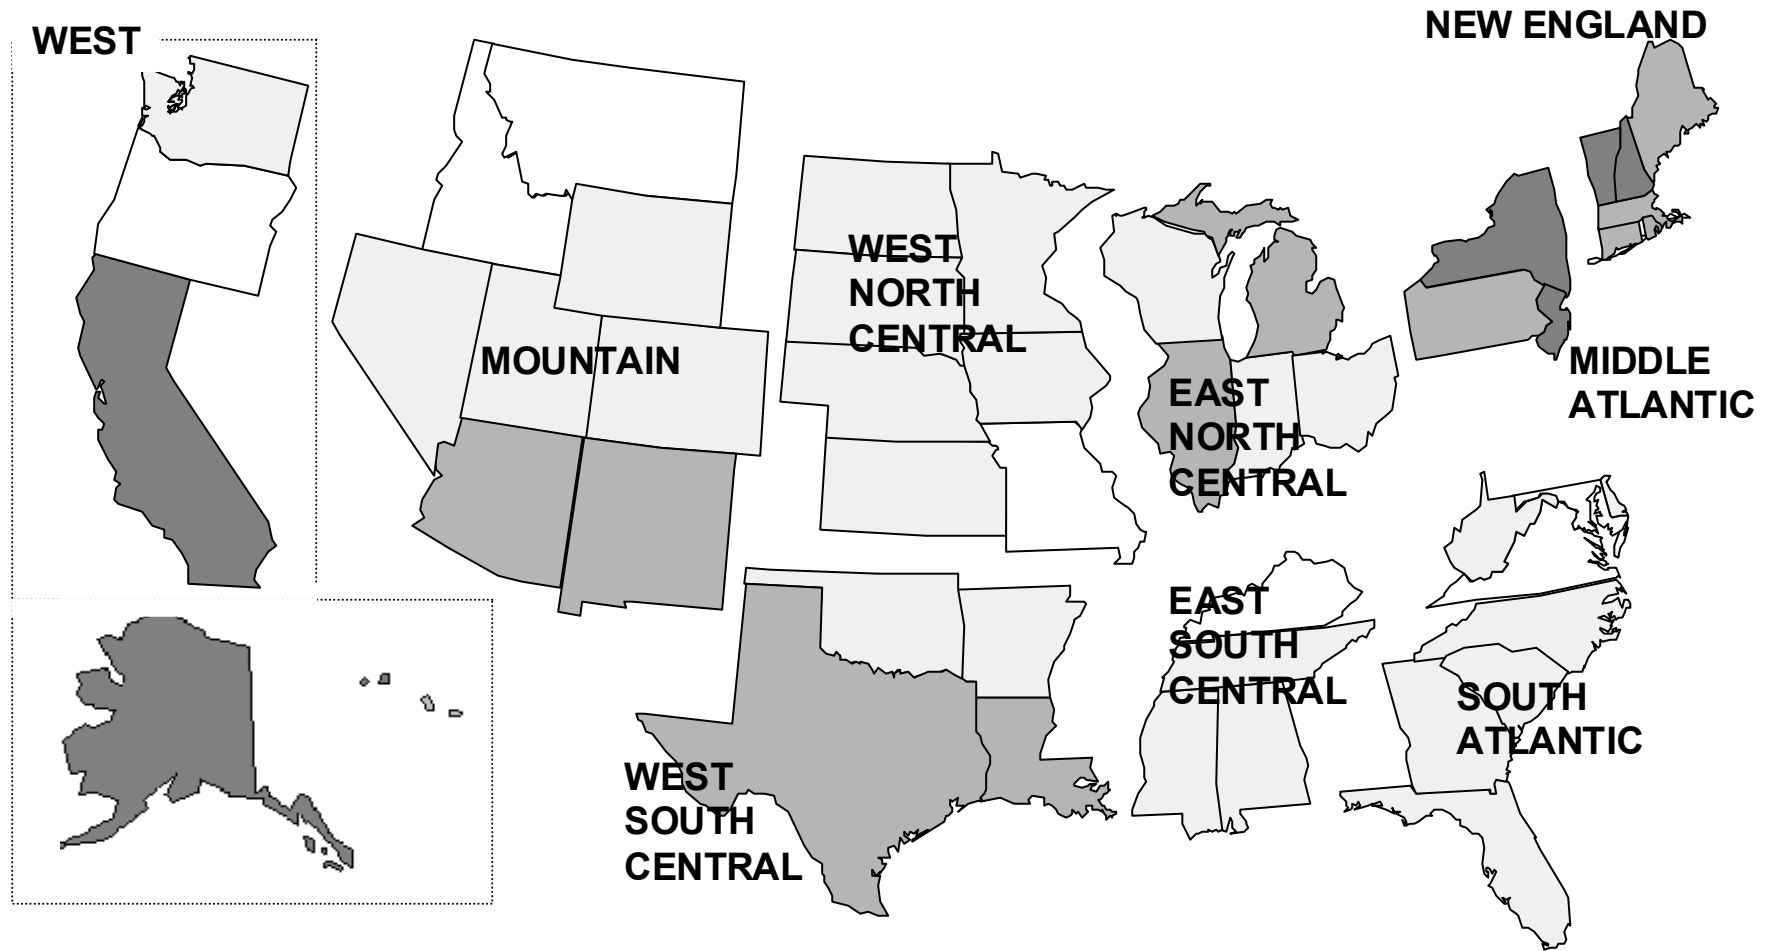 WEST
NEW ENGLAND
WEST
NORTH
CENTRAL
MOUNTAIN
MIDDLE
ATLANTIC
EAST
NORTH
CENTRAL
EAST
SOUTH
CENTRAL
SOUTH
ATLANTIC
WEST
SOUTH
CENTRAL